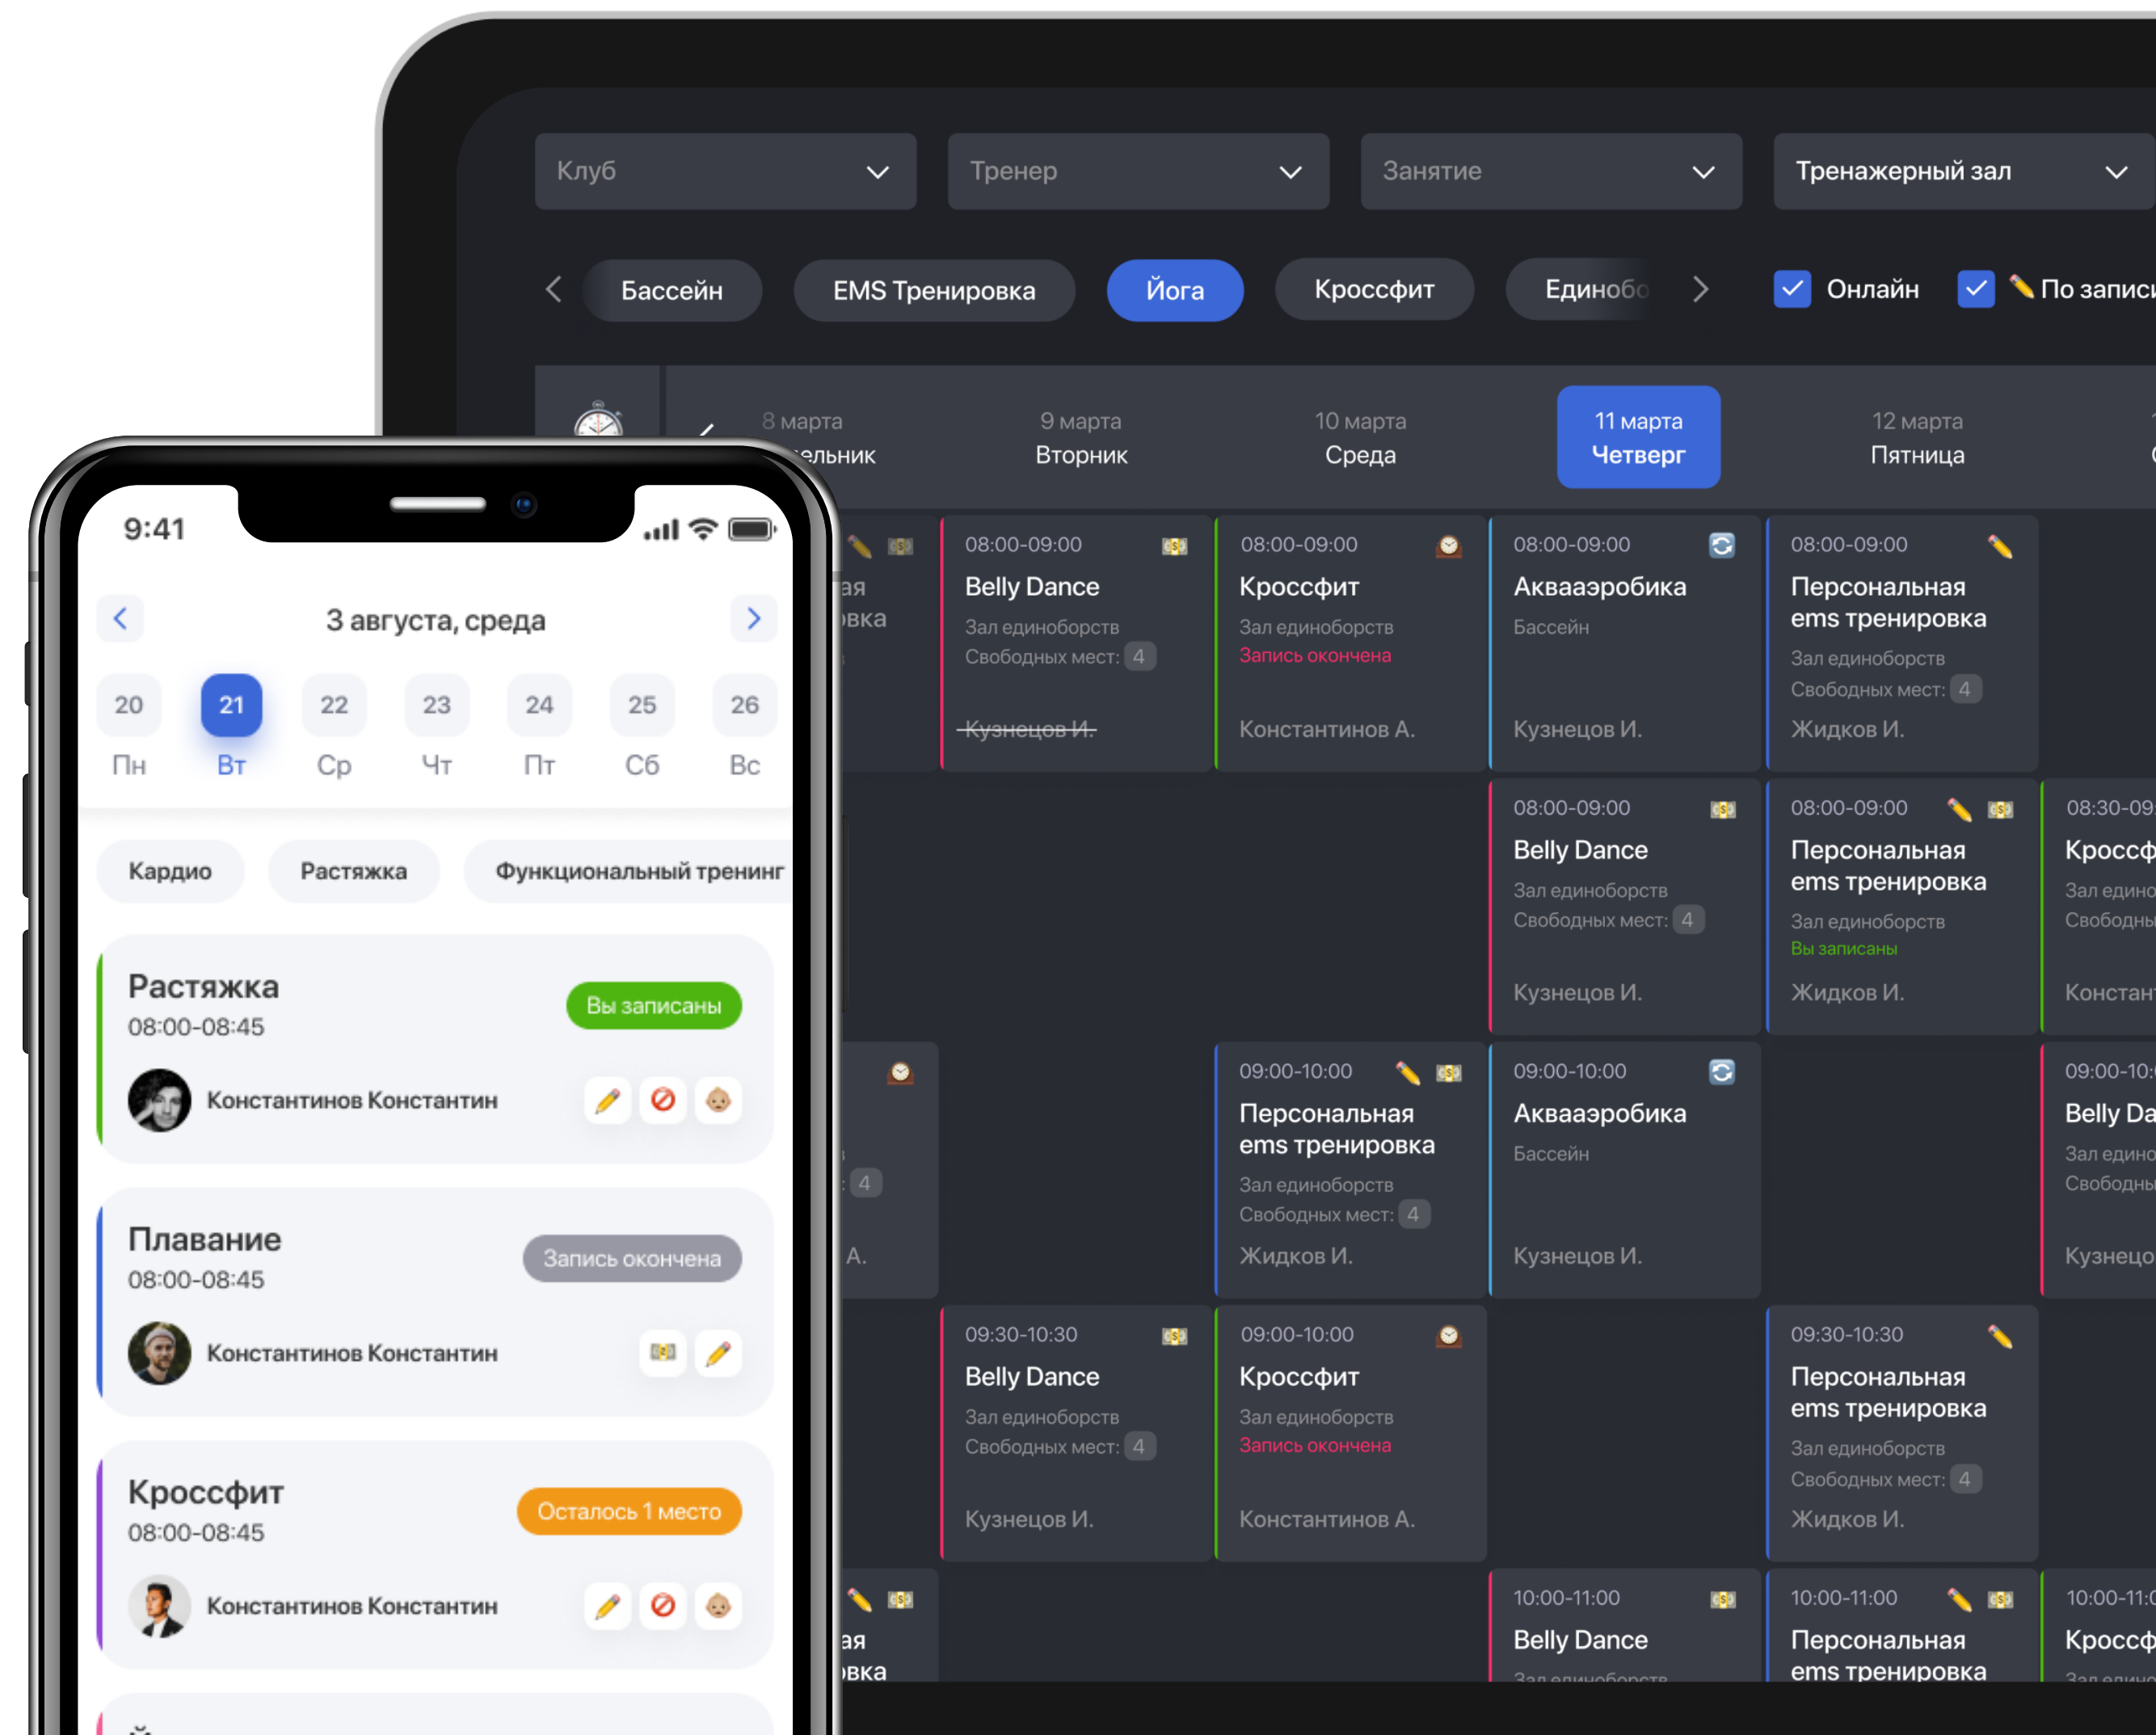 Клуб
Тренер
Занятие
Тренажерный зал
Бассейн
EMS Тренировка
Йога
Кроссфит
Онлайн
По записи
8 марта
9 марта
Вторник
10 марта
Среда
11 марта
Четверг
12 марта
Пятница
08:00-09:00
Belly Dance
Зал единоборств
Свободных мест: 4
Кузнецов И.
08:00-09:00
Кроссфит
Зал единоборств
Запись окончена
Константинов А.
08:00-09:00
Аквааэробика
Бассейн
Кузнецов И.
08:00-09:00
Персональная
ems тренировка
Зал единоборств
Свободных мест: 4
Жидков И.
08:00-09:00
Belly Dance
Зал единоборств
Свободных мест: 4
Кузнецов И.
08:00-09:00
Персональная
ems тренировка
Зал единоборств
Вы записаны
Жидков И.
4
А.
09:00-10:00
Персональная
ems тренировка
Зал единоборств
Свободных мест: 4
Жидков И.
09:00-10:00
Аквааэробика
Бассейн
Кузнецов И.
Belly
09:30-10:30
Belly Dance
Зал единоборств
Свободных мест: 4
Кузнецов И.
09:00-10:00
Кроссфит
Зал единоборств
Запись окончена
Константинов А.
09:30-10:30
Персональная
ems тренировка
Зал единоборств
Свободных мест: 4
Жидков И.
10:00-11:00
Belly Dance
Зал единоборств
10:00-11:00
Персональная
ems тренировка
9:41
3 августа, среда
20 21 22 23 24 25 26
Пн Вт Ср Чт Пт Сб Вс
Кардио
Растяжка
Функциональный тренинг
Растяжка
08:00-08:45
Вы записаны
Константинов Константин
Плавание
08:00-08:45
Запись окончена
Константинов Константин
Кроссфит
08:00-08:45
Осталось 1 место
Константинов Константин